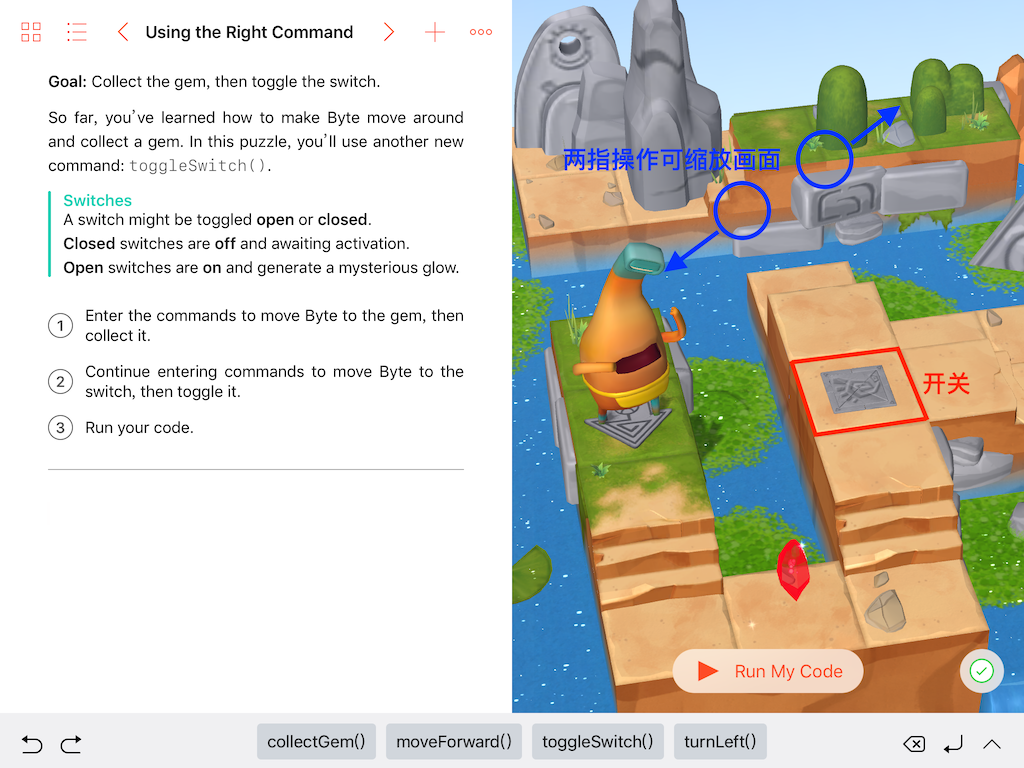 Using the Right Command
Goal: Collect the gem, then toggle the switch.
So far, you've learned how to make Byte move around
and collect a gem. In this puzzle, you'll use another new
command: toggleSwitch().
Switches
A switch might be toggled open or closed.
Closed switches are off and awaiting activation.
Open switches are on and generate a mysterious glow.
1 Enter the commands to move Byte to the gem, then
collect it.
2 Continue entering commands to move Byte to the
switch, then toggle it.
3 Run your code.
两指操作可缩放画面
开关
Run My Code
collectGem()
moveForward()
toggleSwitch()
turnLeft()